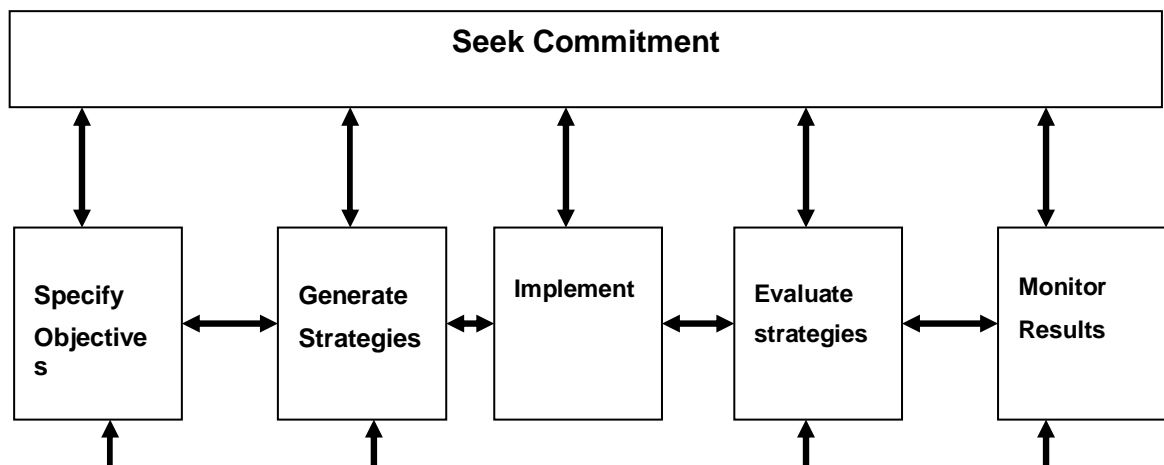 Seek Commitment
Specify
Objective
s
Generate
Strategies
Implement
Evaluate
strategies
Monitor
Results